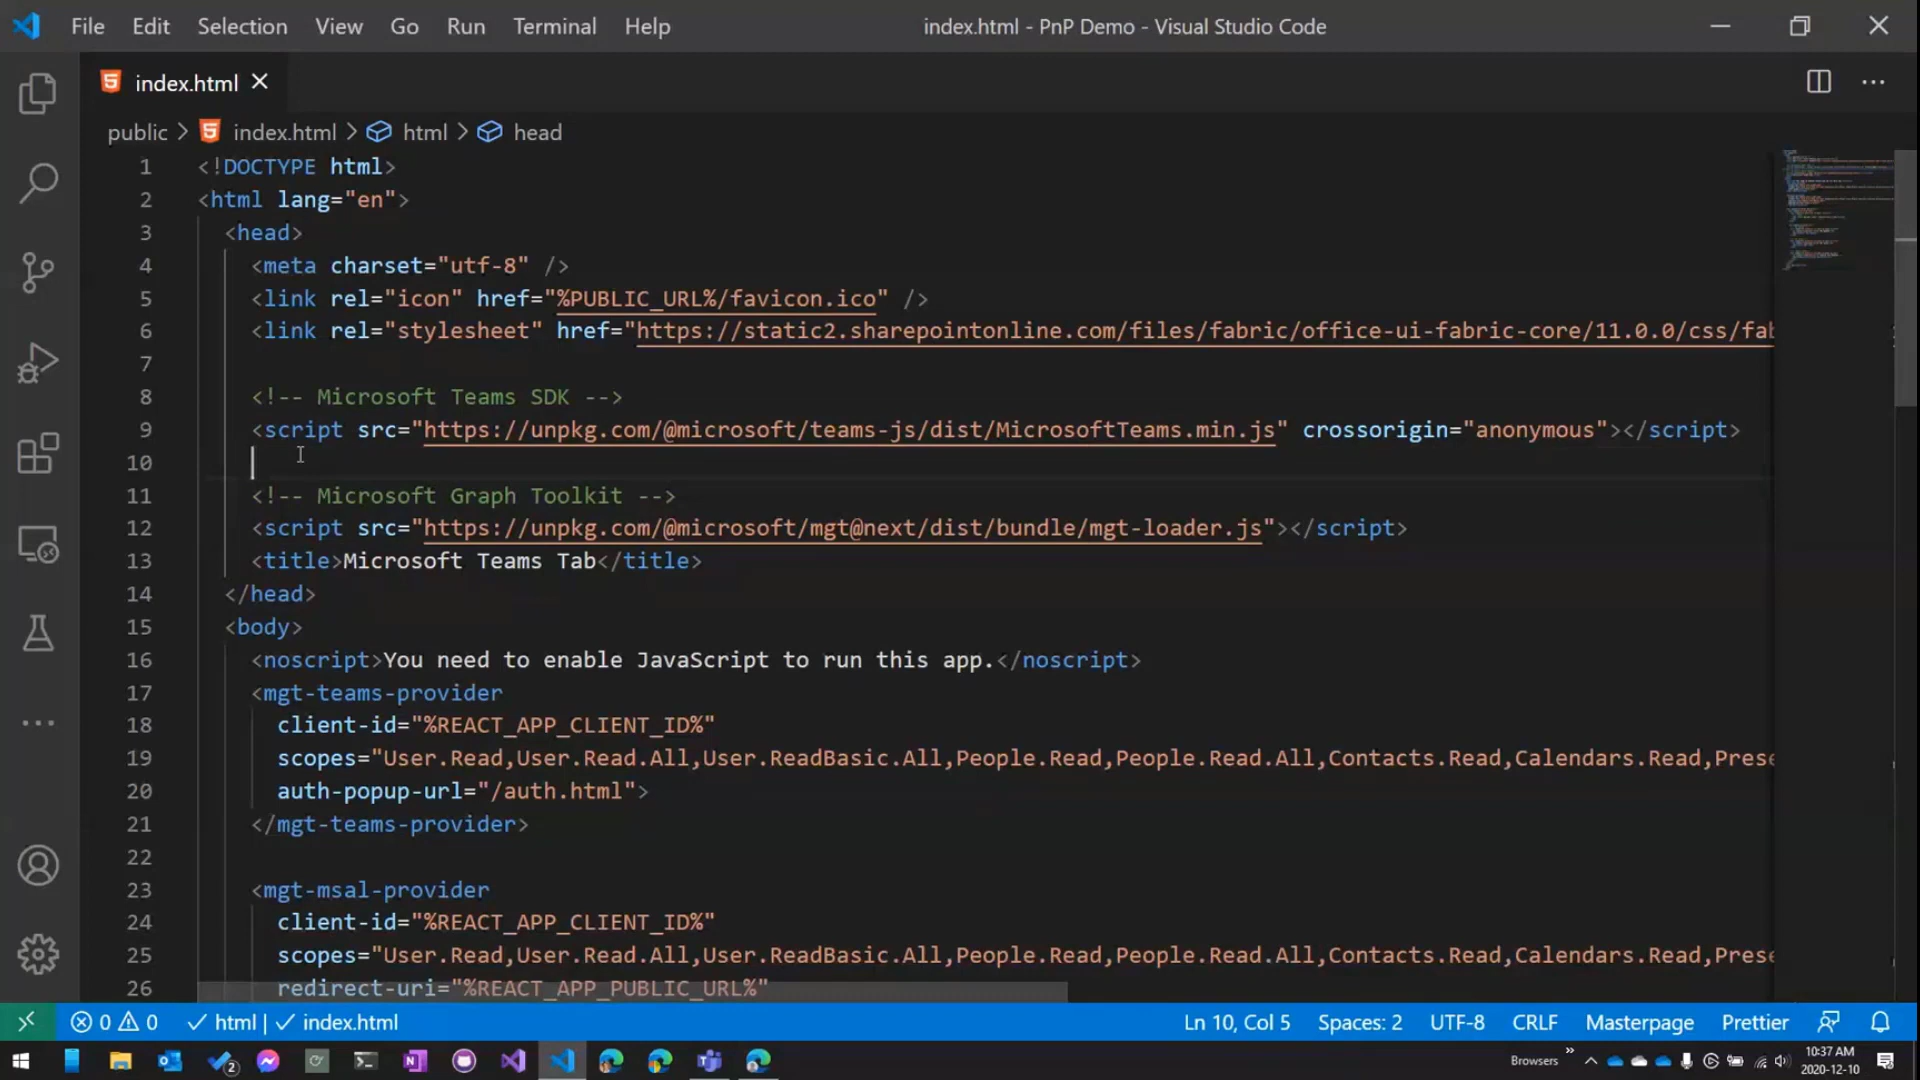 File Edit Selection View Go Run Terminal Help index.html - PnP Demo - Visual Studio Code
index.html
public > index.html > html > head
1 <!DOCTYPE html>
2 <html lang="en">
3 <head>
4 <meta charset="utf-8" />
5 <link rel="icon" href="%PUBLIC_URL%/favicon.ico" />
6 <link rel="stylesheet" href="https://static2.sharepointonline.com/files/fabric/office-ui-fabric-core/11.0.0/css/fab
7
8 <!-- Microsoft Teams SDK -->
9 <script src="https://unpkg.com/@microsoft/teams-js/dist/MicrosoftTeams.min.js" crossorigin="anonymous"></script>
10
11 <!-- Microsoft Graph Toolkit -->
12 <script src="https://unpkg.com/@microsoft/mgt@next/dist/bundle/mgt-loader.js"></script>
13 <title>Microsoft Teams Tab</title>
14 </head>
15 <body>
16 <noscript>You need to enable JavaScript to run this app.</noscript>
17 <mgt-teams-provider
18 client-id="%REACT_APP_CLIENT_ID%"
19 scopes="User.Read,User.Read.All,User.ReadBasic.All,People.Read,People.Read.All,Contacts.Read,Calendars.Read,Prese
20 auth-popup-url="/auth.html">
21 </mgt-teams-provider>
22
23 <mgt-msal-provider
24 client-id="%REACT_APP_CLIENT_ID%"
25 scopes="User.Read,User.Read.All,User.ReadBasic.All,People.Read,People.Read.All,Contacts.Read,Calendars.Read,Prese
26 redirect-uri="%REACT_APP_PUBLIC_URL%"
0 0 html | index.html Ln 10, Col 5 Spaces: 2 UTF-8 CRLF Masterpage Prettier
2 Browsers 10:37 AM
2020-12-10